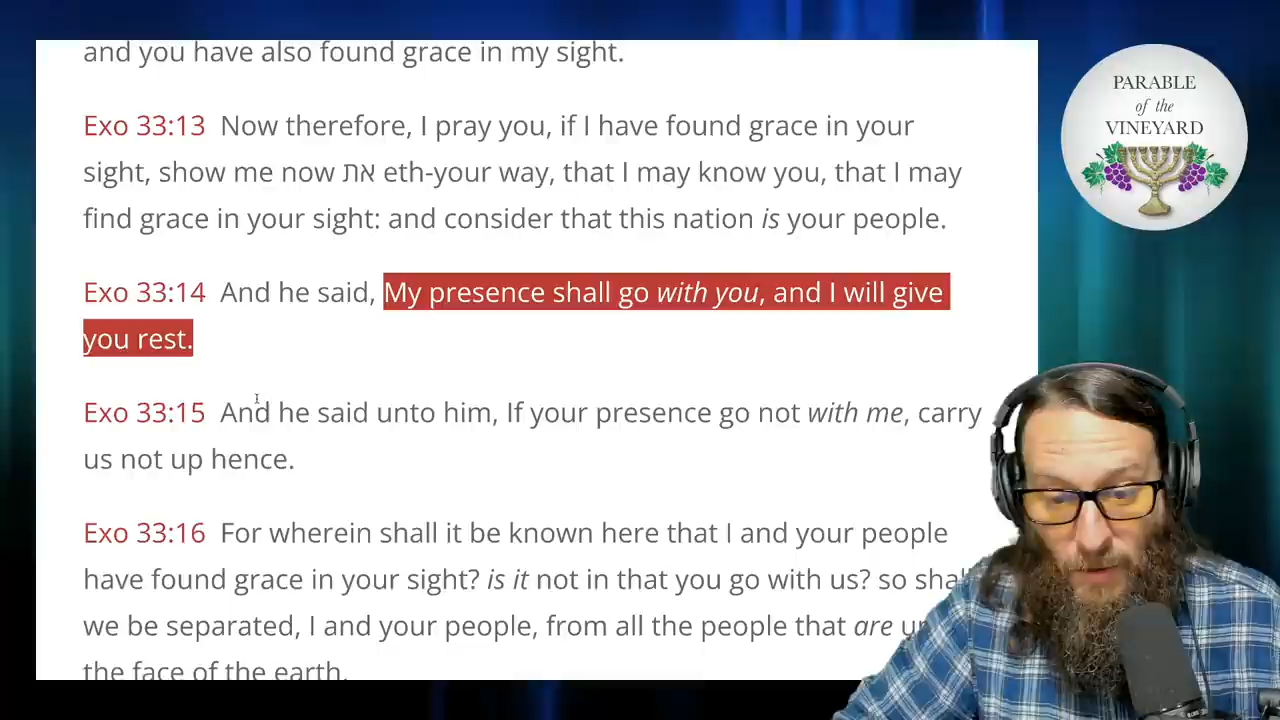 and you have also found grace in my sight.
Exo 33:13 Now therefore, I pray you, if I have found grace in your
sight, show me now את eth-your way, that I may know you, that I may
find grace in your sight: and consider that this nation is your people.
Exo 33:14 And he said, My presence shall go with you, and I will give
you rest.
Exo 33:15 And he said unto him, If your presence go not with me, carry
us not up hence.
Exo 33:16 For wherein shall it be known here that I and your people
have found grace in your sight? is it not in that you go with us? so
we be separated, I and your people, from all the people that are
the face of the earth.
PARABLE
of the
VINEYARD